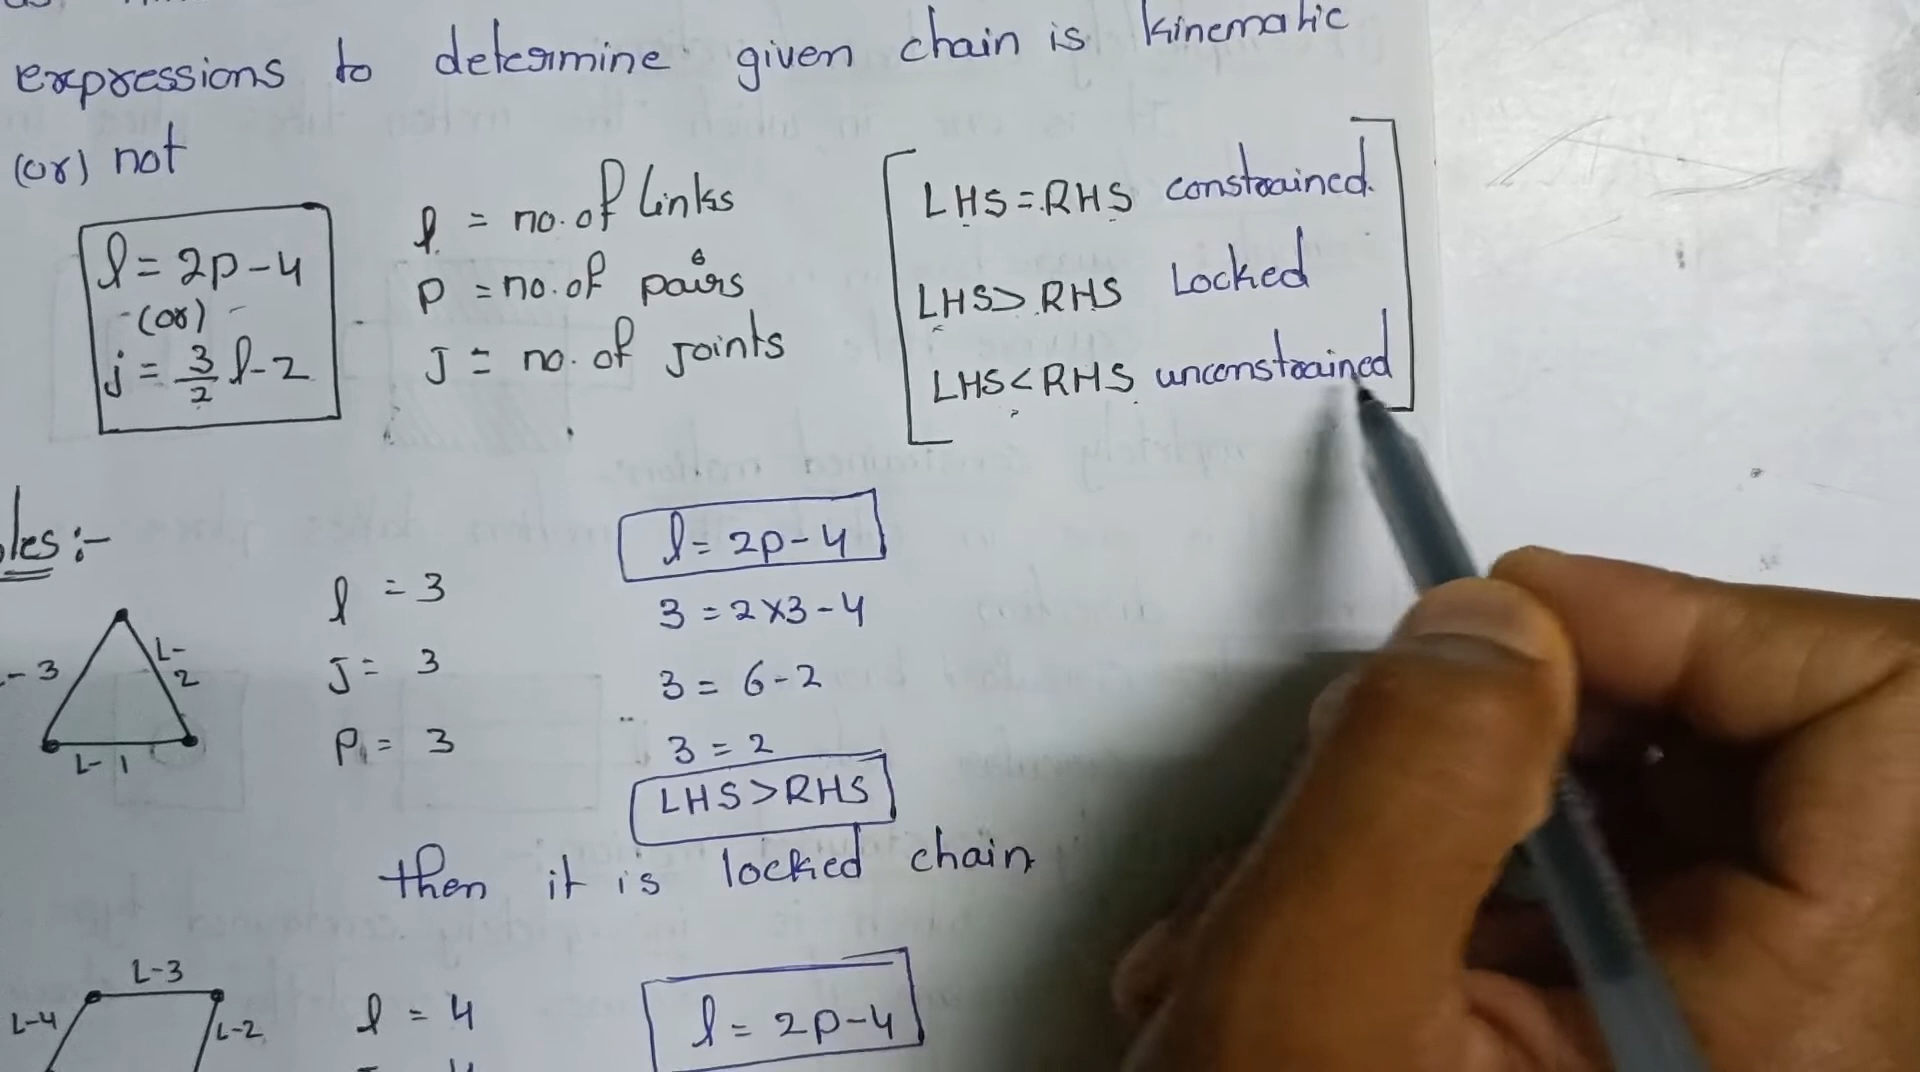 expressions to determine given chain is kinematic
(or) not
l = 2p - 4
(or)
j = 3/2 l - 2
l = no. of links
p = no. of pairs
J = no. of joints
LHS = RHS constrained.
LHS > RHS Locked
LHS < RHS unconstrained
les :-
- 3
L-2
L-1
l = 3
J = 3
P = 3
l = 2p - 4
3 = 2 x 3 - 4
3 = 6 - 2
3 = 2
LHS > RHS
then it is locked chain
L-3
L-4
L-2
l = 4
l = 2p - 4